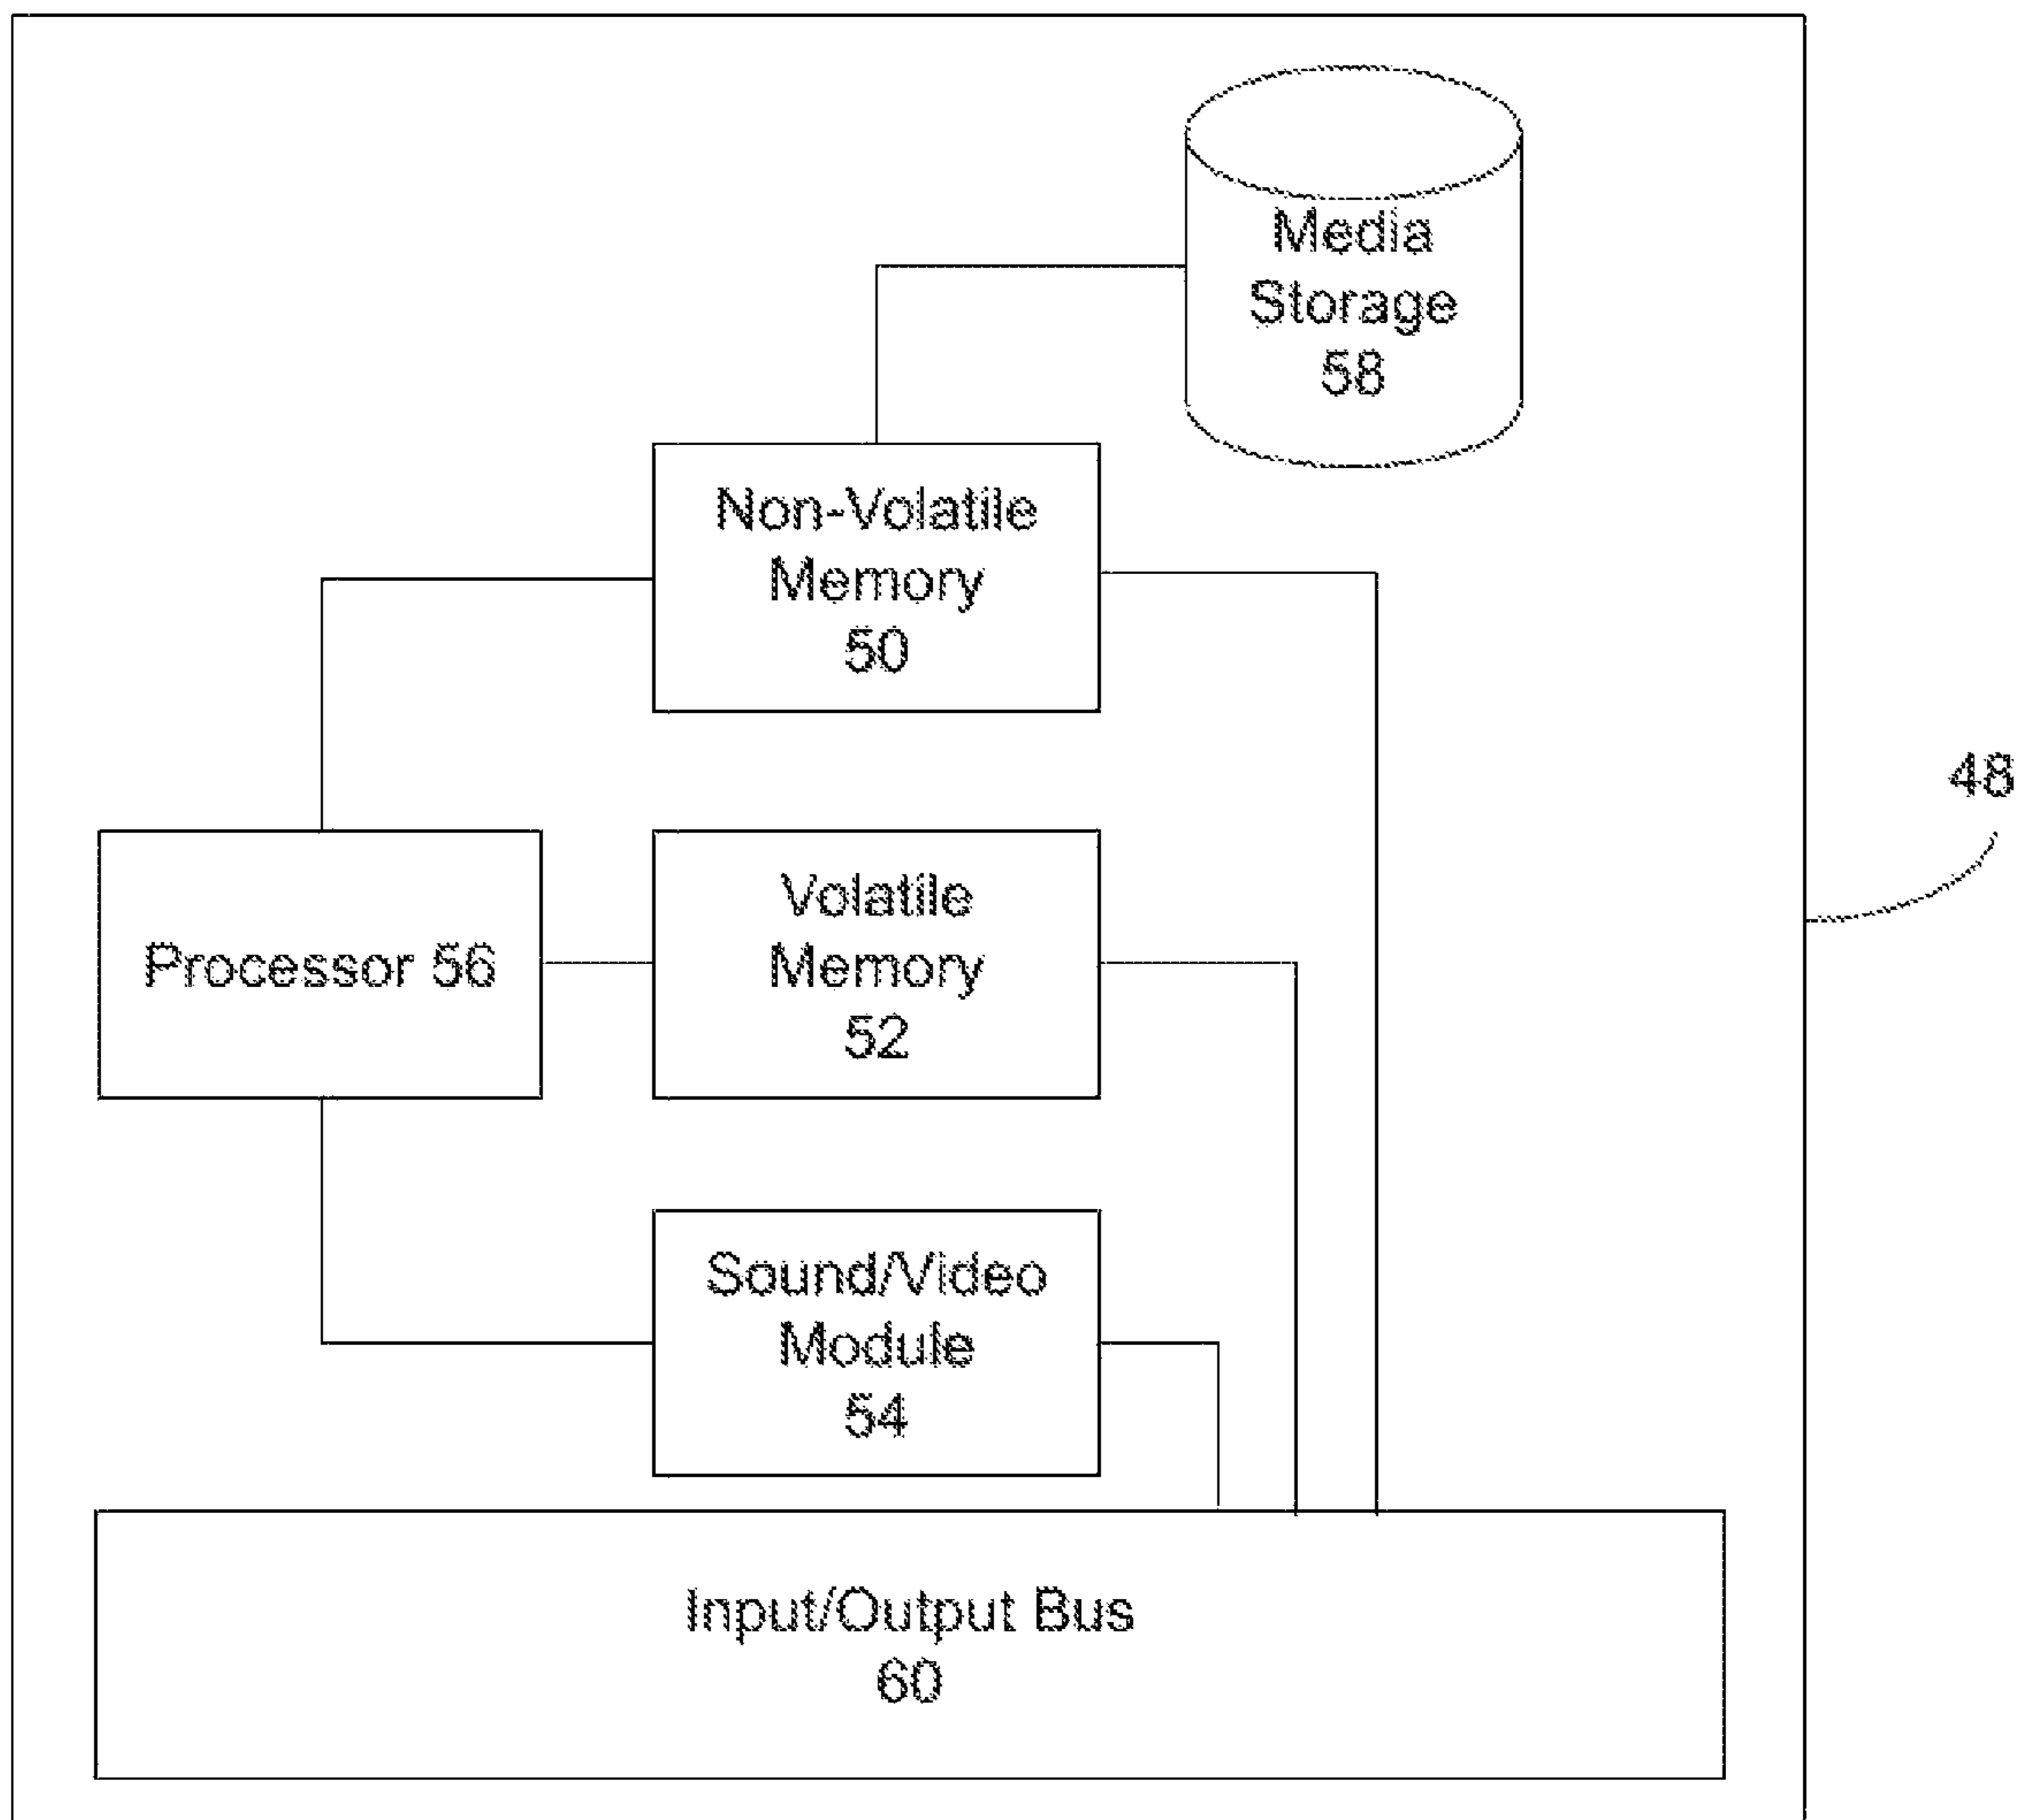 Media
Storage
58
Non-Volatile
Memory
50
48
Processor 56
Volatile
Memory
52
Sound/Video
Module
54
Input/Output Bus
60